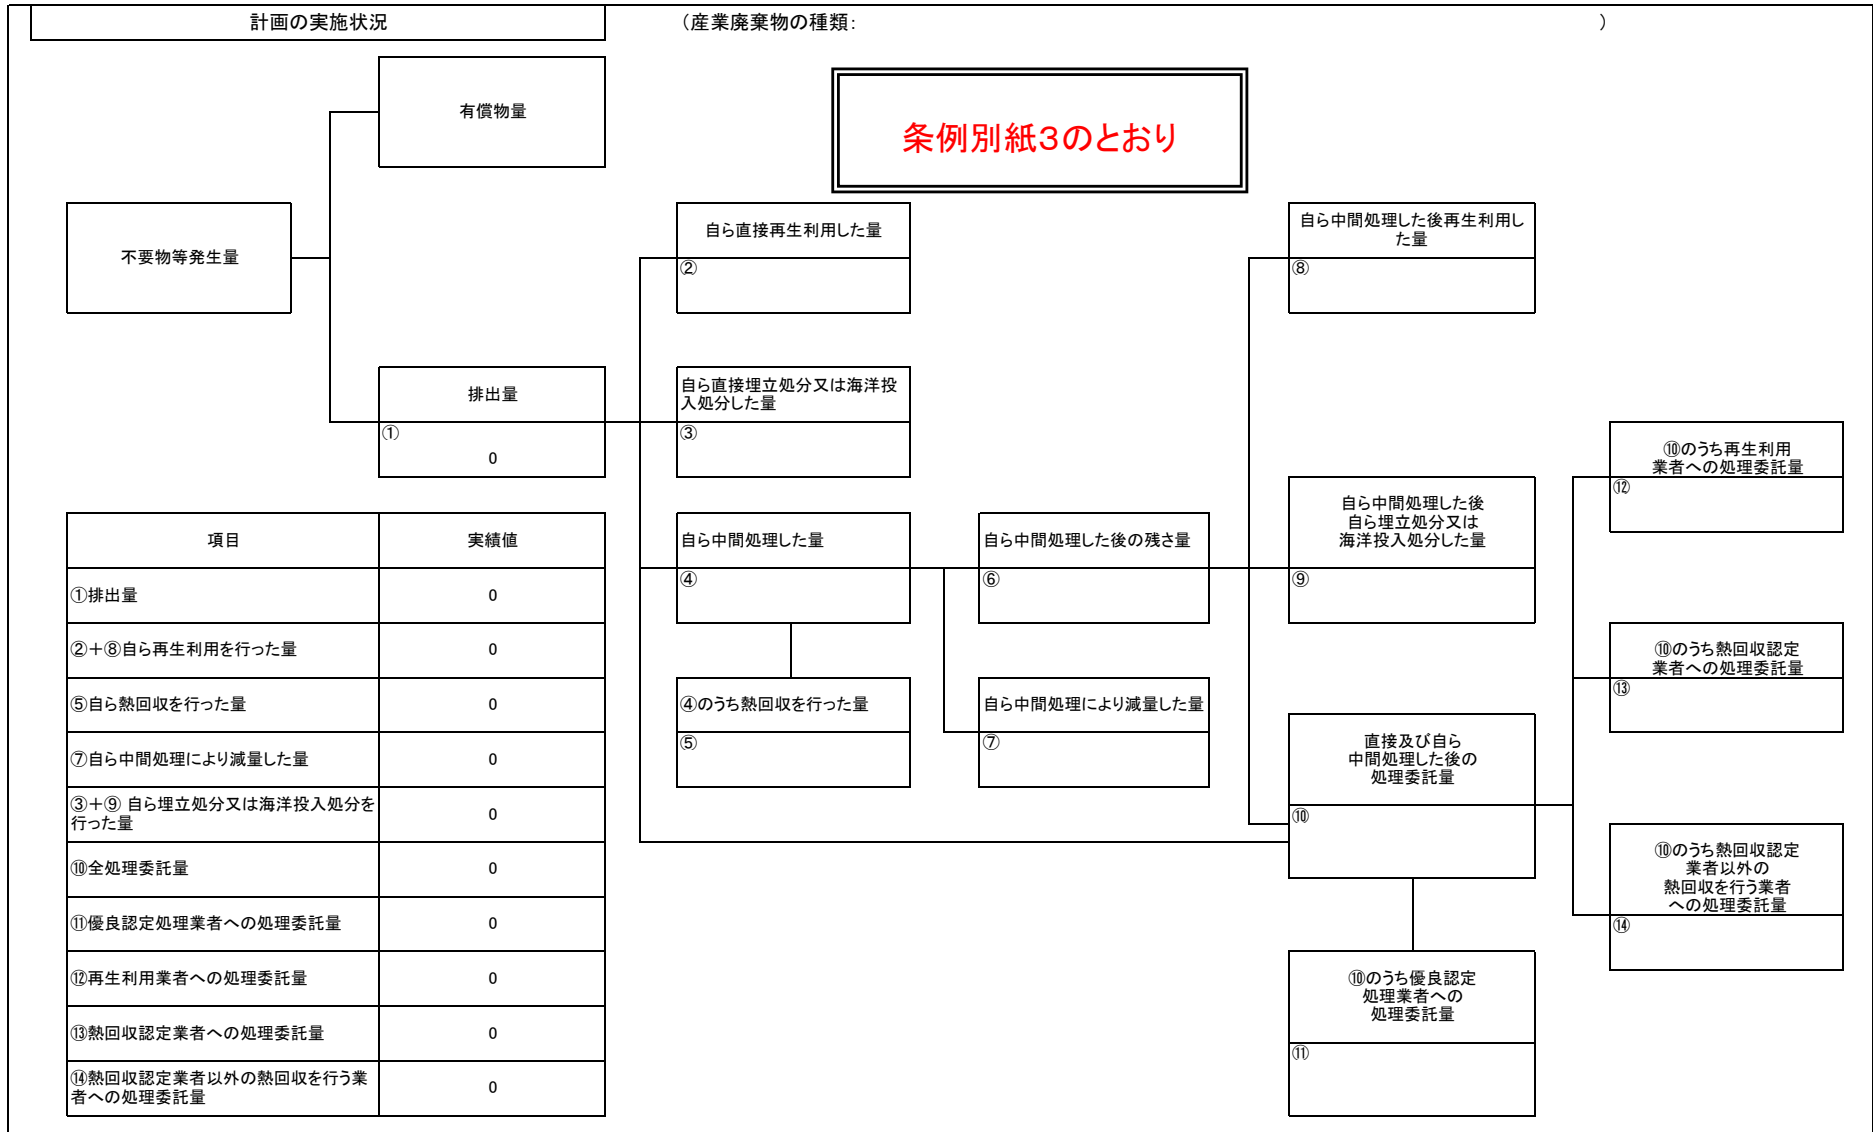 計画の実施状況
（産業廃棄物の種類：　）
有償物量
条例別紙3のとおり
不要物等発生量
自ら直接再生利用した量
②
自ら中間処理した後再生利用し
た量
⑧
排出量
①
0
自ら直接埋立処分又は海洋投
入処分した量
③
⑩のうち再生利用
業者への処理委託量
⑫
自ら中間処理した量
④
自ら中間処理した後の残さ量
⑥
自ら中間処理した後
自ら埋立処分又は
海洋投入処分した量
⑨
⑩のうち熱回収認定
業者への処理委託量
⑬
④のうち熱回収を行った量
⑤
自ら中間処理により減量した量
⑦
直接及び自ら
中間処理した後の
処理委託量
⑩
⑩のうち熱回収認定
業者以外の
熱回収を行う業者
への処理委託量
⑭
⑩のうち優良認定
処理業者への
処理委託量
⑪
項目 実績値
①排出量 0
②＋⑧自ら再生利用を行った量 0
⑤自ら熱回収を行った量 0
⑦自ら中間処理により減量した量 0
③＋⑨ 自ら埋立処分又は海洋投入処分を
行った量 0
⑩全処理委託量 0
⑪優良認定処理業者への処理委託量 0
⑫再生利用業者への処理委託量 0
⑬熱回収認定業者への処理委託量 0
⑭熱回収認定業者以外の熱回収を行う業
者への処理委託量 0